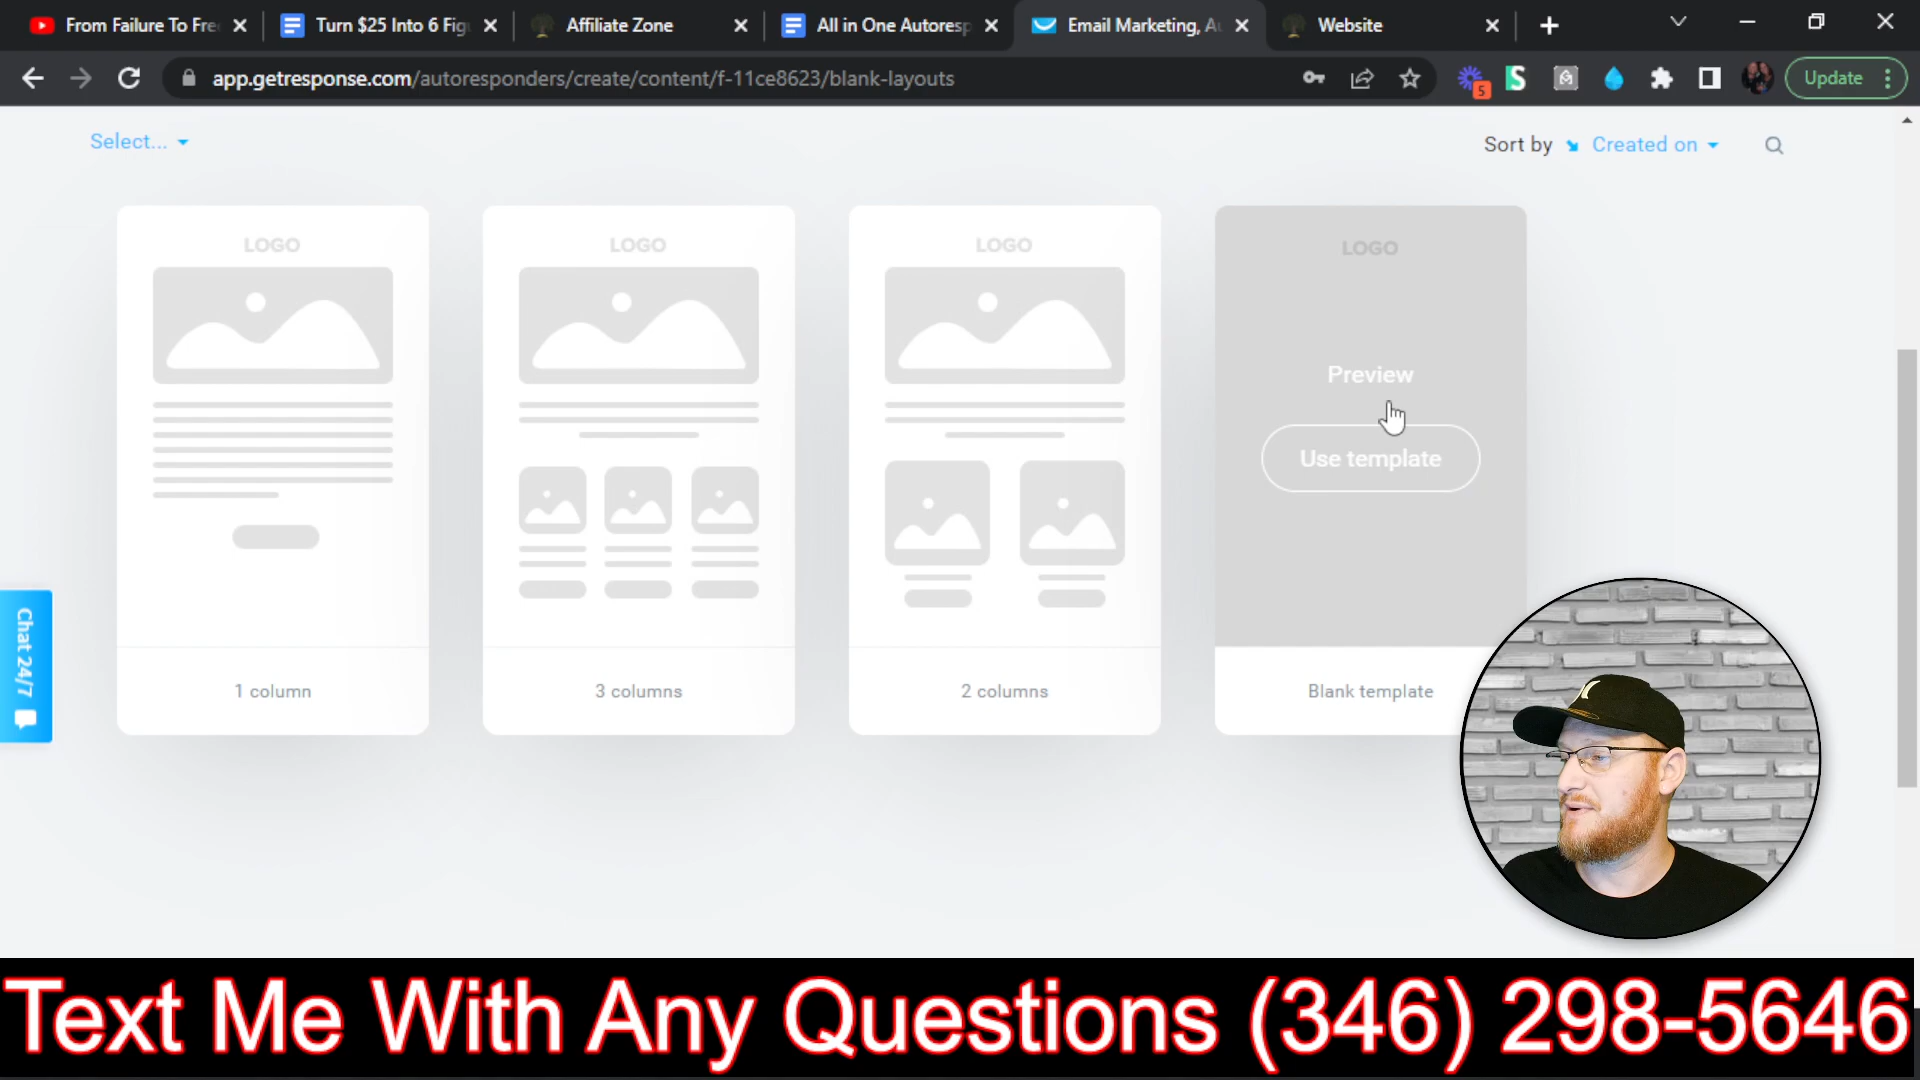 From Failure To Fre
Turn $25 Into 6 Fig
Affiliate Zone
All in One Autoresp
Email Marketing, Au
Website
app.getresponse.com/autoresponders/create/content/f-11ce8623/blank-layouts
5
Update
Select...
Sort by
Created on
LOGO
LOGO
LOGO
LOGO
Preview
Use template
1 column
3 columns
2 columns
Blank template
Chat 24/7
Text Me With Any Questions (346) 298-5646